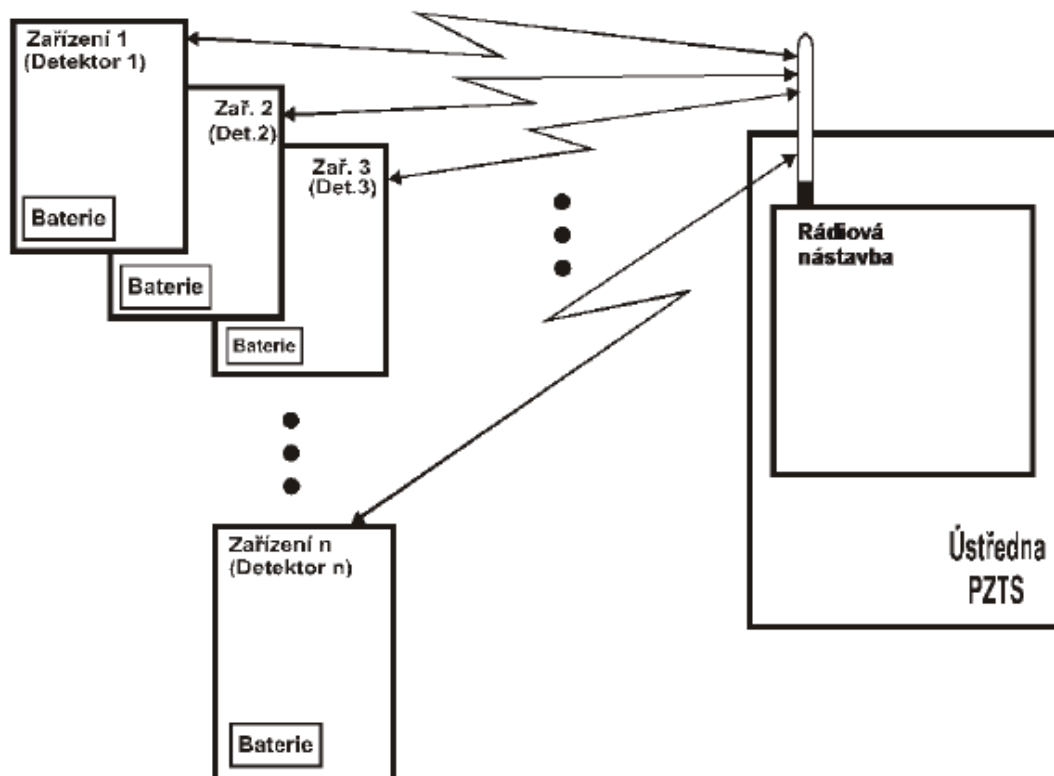 Zařízení 1
(Detektor 1)
Baterie
Zař. 2
(Det.2)
Baterie
Zař. 3
(Det.3)
Baterie
Zařízení n
(Detektor n)
Baterie
Rádiová
nástavba
Ústředna
PZTS